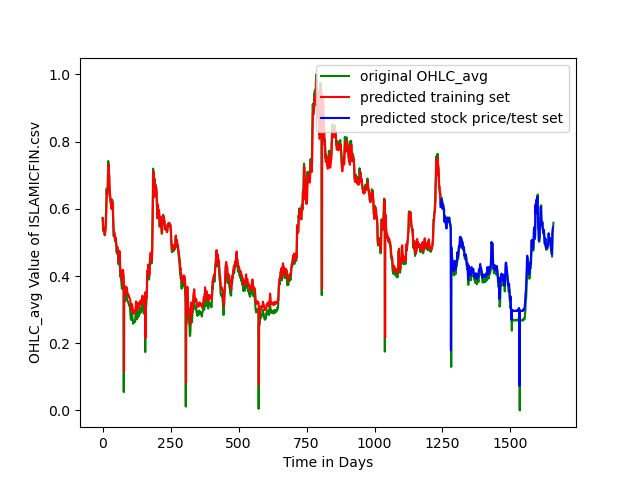 original OHLC_avg
predicted training set
predicted stock price/test set
OHLC_avg Value of ISLAMICFIN.csv
1.0
0.8
0.6
0.4
0.2
0.0
0 250 500 750 1000 1250 1500
Time in Days